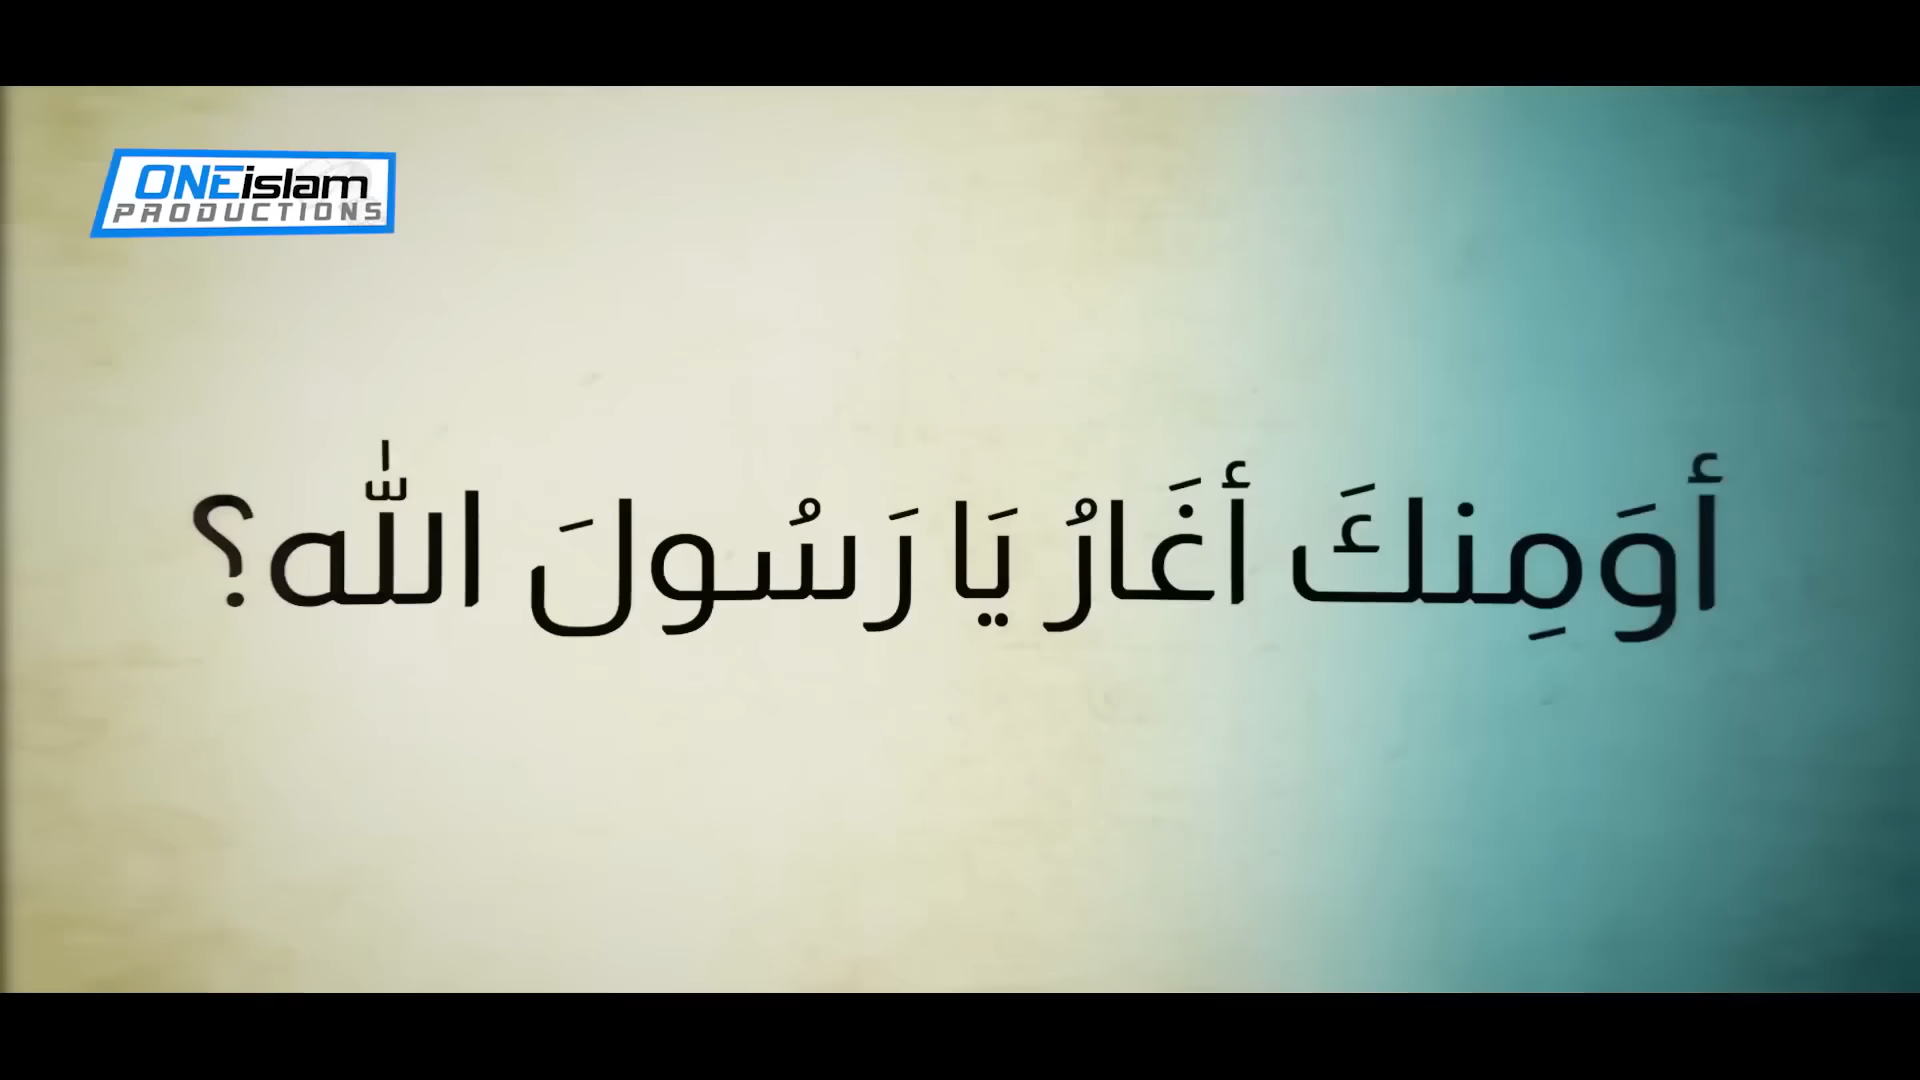 ONEislam
PRODUCTIONS
أوَمِنكَ أغَارُ يَا رَسُولَ اللّٰه؟